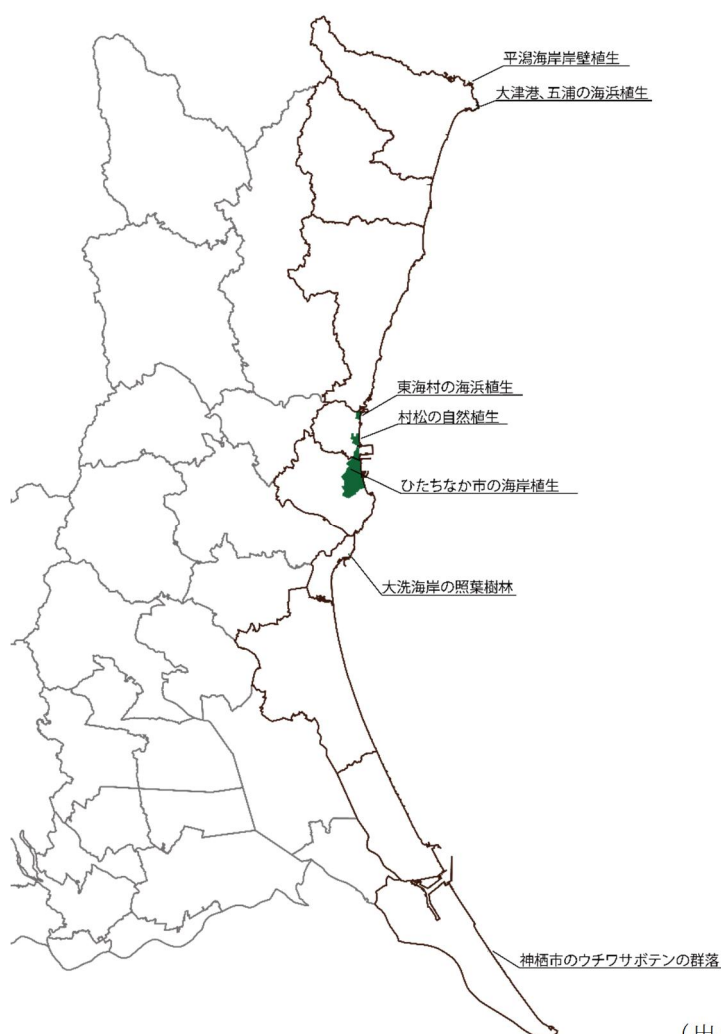 平潟海岸岸壁植生
大津港、五浦の海浜植生
東海村の海浜植生
村松の自然植生
ひたちなか市の海岸植生
大洗海岸の照葉樹林
神栖市のウチワサボテンの群落
（出